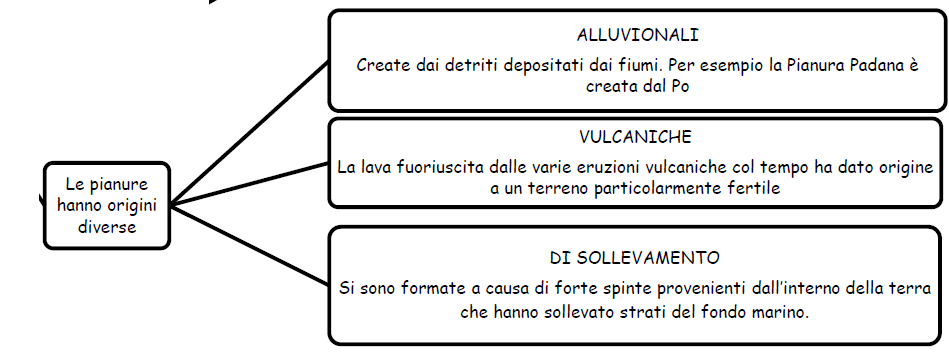 ALLUVIONALI
Create dai detriti depositati dai fiumi. Per esempio la Pianura Padana è
creata dal Po
VULCANICHE
La lava fuoriuscita dalle varie eruzioni vulcaniche col tempo ha dato origine
a un terreno particolarmente fertile
Le pianure
hanno origini
diverse
DI SOLLEVAMENTO
Si sono formate a causa di forte spinte provenienti dall'interno della terra
che hanno sollevato strati del fondo marino.